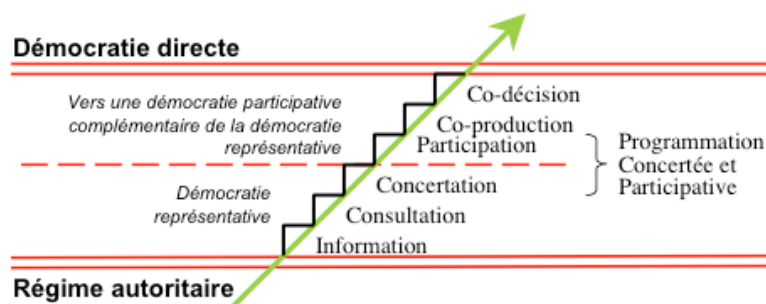 Démocratie directe
Vers une démocratie participative
complémentaire de la démocratie
représentative
Co-décision
Co-production
Participation
Programmation
Concertée et
Participative
Démocratie
représentative
Concertation
Consultation
Information
Régime autoritaire